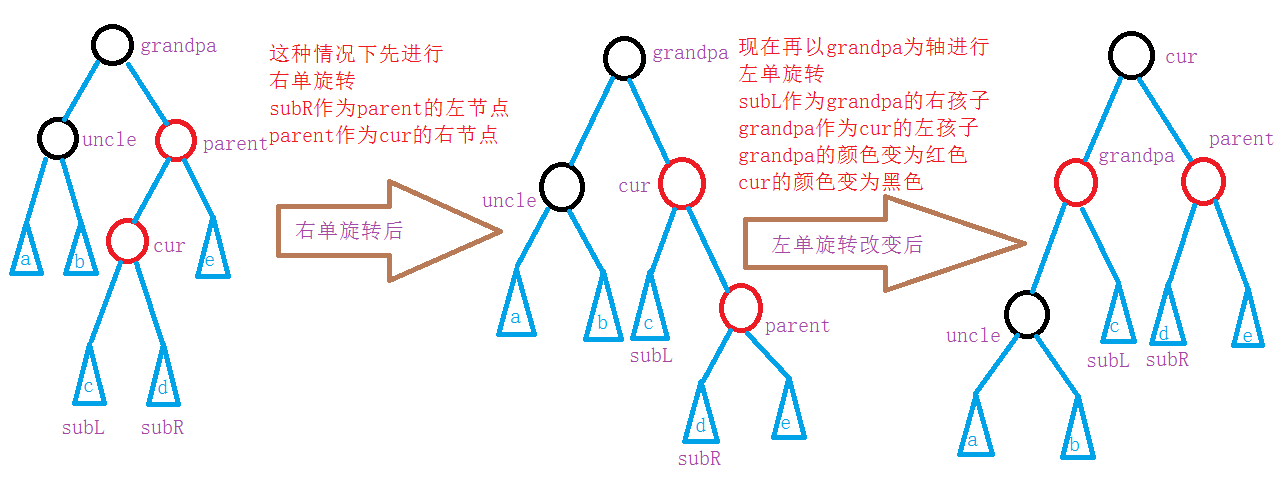 grandpa
uncle
parent
cur
a
b
e
c
d
subL
subR
这种情况下先进行
右单旋转
subR作为parent的左节点
parent作为cur的右节点
右单旋转后
grandpa
uncle
cur
parent
a
b
c
subL
d
e
subR
现在再以grandpa为轴进行
左单旋转
subL作为grandpa的右孩子
grandpa作为cur的左孩子
grandpa的颜色变为红色
cur的颜色变为黑色
左单旋转改变后
cur
grandpa
parent
uncle
c
d
e
subL
subR
a
b